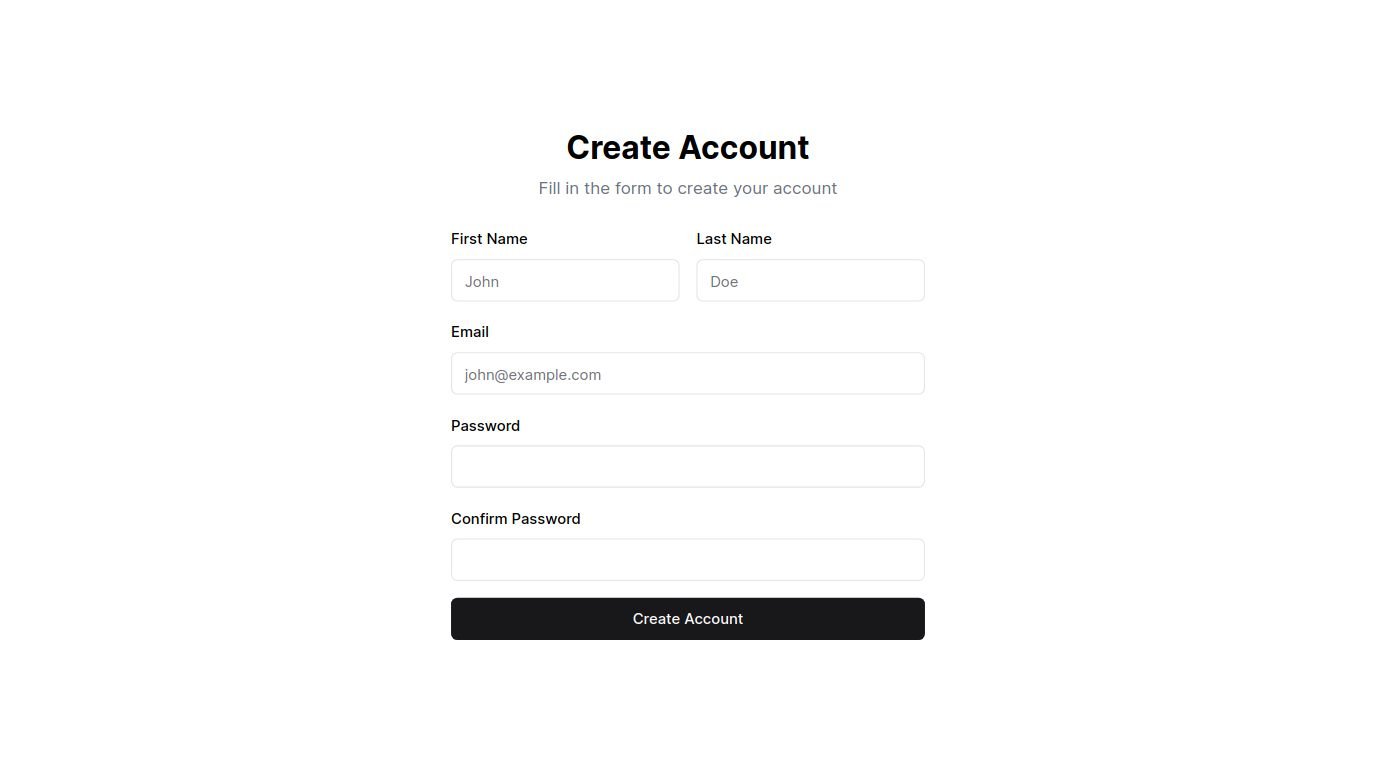 Create Account
Fill in the form to create your account
First Name
Last Name
John
Doe
Email
john@example.com
Password
Confirm Password
Create Account